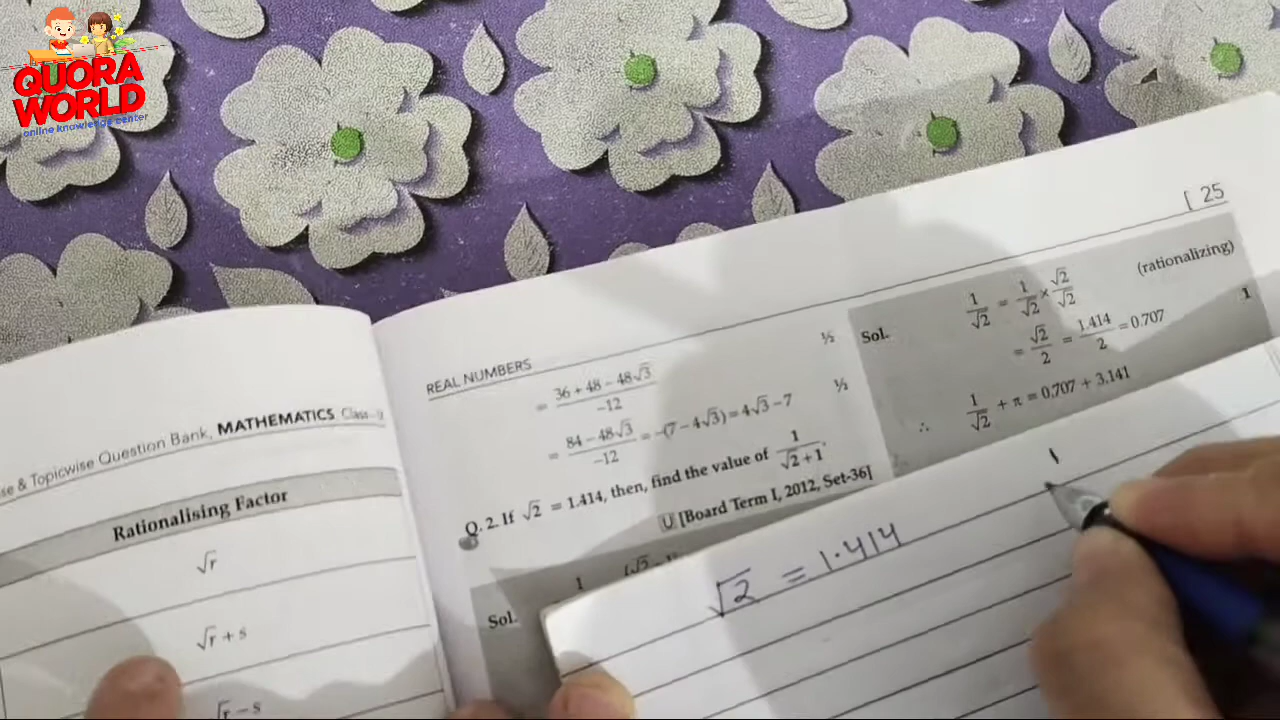 QUORA
WORLD
online knowledge center
se & Topicwise Question Bank, MATHEMATICS Class-IX
Rationalising Factor
√r
√r + s
√r − s
REAL NUMBERS
= (36 + 48 − 48√3)/−12 ½
= (84 − 48√3)/−12 = −(7 − 4√3) = 4√3 − 7 ½
Q. 2. If √2 = 1.414, then, find the value of 1/(√2 + 1).
U [Board Term I, 2012, Set-36]
Sol.
[ 25
Sol. 1/√2 = 1/√2 × √2/√2 (rationalizing)
= √2/2 = 1.414/2 = 0.707 1
∴ 1/√2 + π = 0.707 + 3.141
√2 = 1.414
1